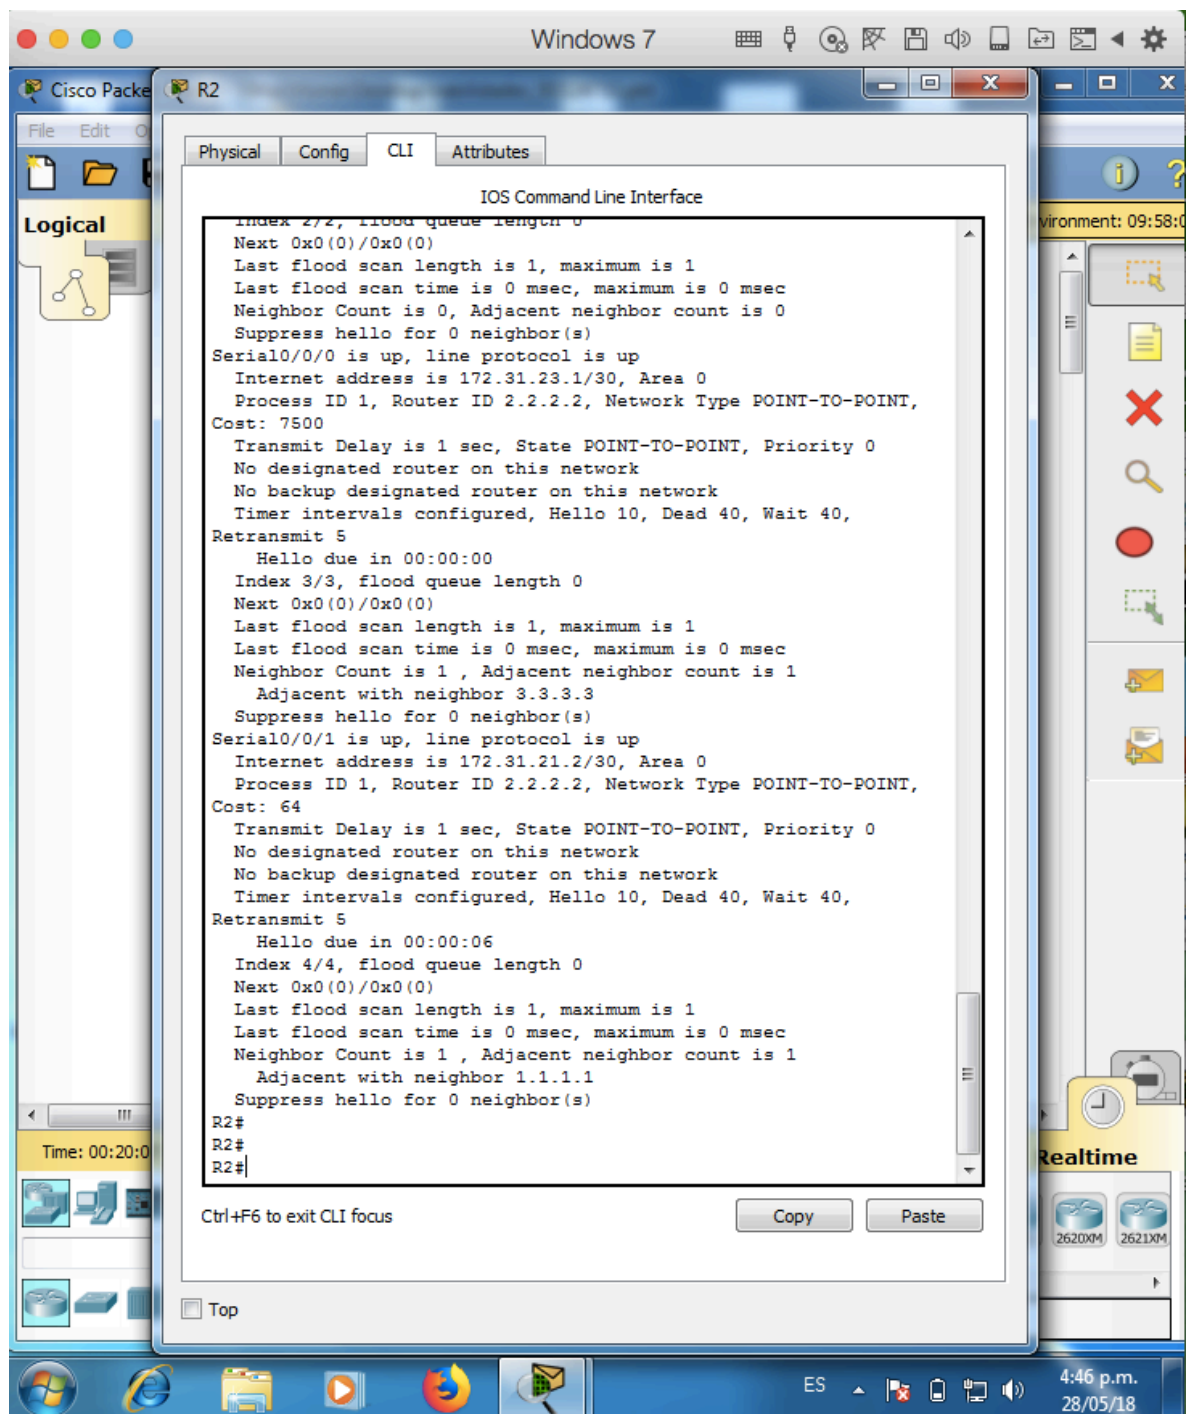 Windows 7
Cisco Packe
R2
File Edit O
Physical Config CLI Attributes
IOS Command Line Interface
Logical
vironment: 09:58:0
Index 2/2, flood queue length 0
Next 0x0(0)/0x0(0)
Last flood scan length is 1, maximum is 1
Last flood scan time is 0 msec, maximum is 0 msec
Neighbor Count is 0, Adjacent neighbor count is 0
Suppress hello for 0 neighbor(s)
Serial0/0/0 is up, line protocol is up
Internet address is 172.31.23.1/30, Area 0
Process ID 1, Router ID 2.2.2.2, Network Type POINT-TO-POINT,
Cost: 7500
Transmit Delay is 1 sec, State POINT-TO-POINT, Priority 0
No designated router on this network
No backup designated router on this network
Timer intervals configured, Hello 10, Dead 40, Wait 40,
Retransmit 5
Hello due in 00:00:00
Index 3/3, flood queue length 0
Next 0x0(0)/0x0(0)
Last flood scan length is 1, maximum is 1
Last flood scan time is 0 msec, maximum is 0 msec
Neighbor Count is 1 , Adjacent neighbor count is 1
Adjacent with neighbor 3.3.3.3
Suppress hello for 0 neighbor(s)
Serial0/0/1 is up, line protocol is up
Internet address is 172.31.21.2/30, Area 0
Process ID 1, Router ID 2.2.2.2, Network Type POINT-TO-POINT,
Cost: 64
Transmit Delay is 1 sec, State POINT-TO-POINT, Priority 0
No designated router on this network
No backup designated router on this network
Timer intervals configured, Hello 10, Dead 40, Wait 40,
Retransmit 5
Hello due in 00:00:06
Index 4/4, flood queue length 0
Next 0x0(0)/0x0(0)
Last flood scan length is 1, maximum is 1
Last flood scan time is 0 msec, maximum is 0 msec
Neighbor Count is 1 , Adjacent neighbor count is 1
Adjacent with neighbor 1.1.1.1
Suppress hello for 0 neighbor(s)
R2#
R2#
R2#
Time: 00:20:0
Realtime
Ctrl+F6 to exit CLI focus
Copy Paste
2620XM 2621XM
Top
ES
4:46 p.m.
28/05/18